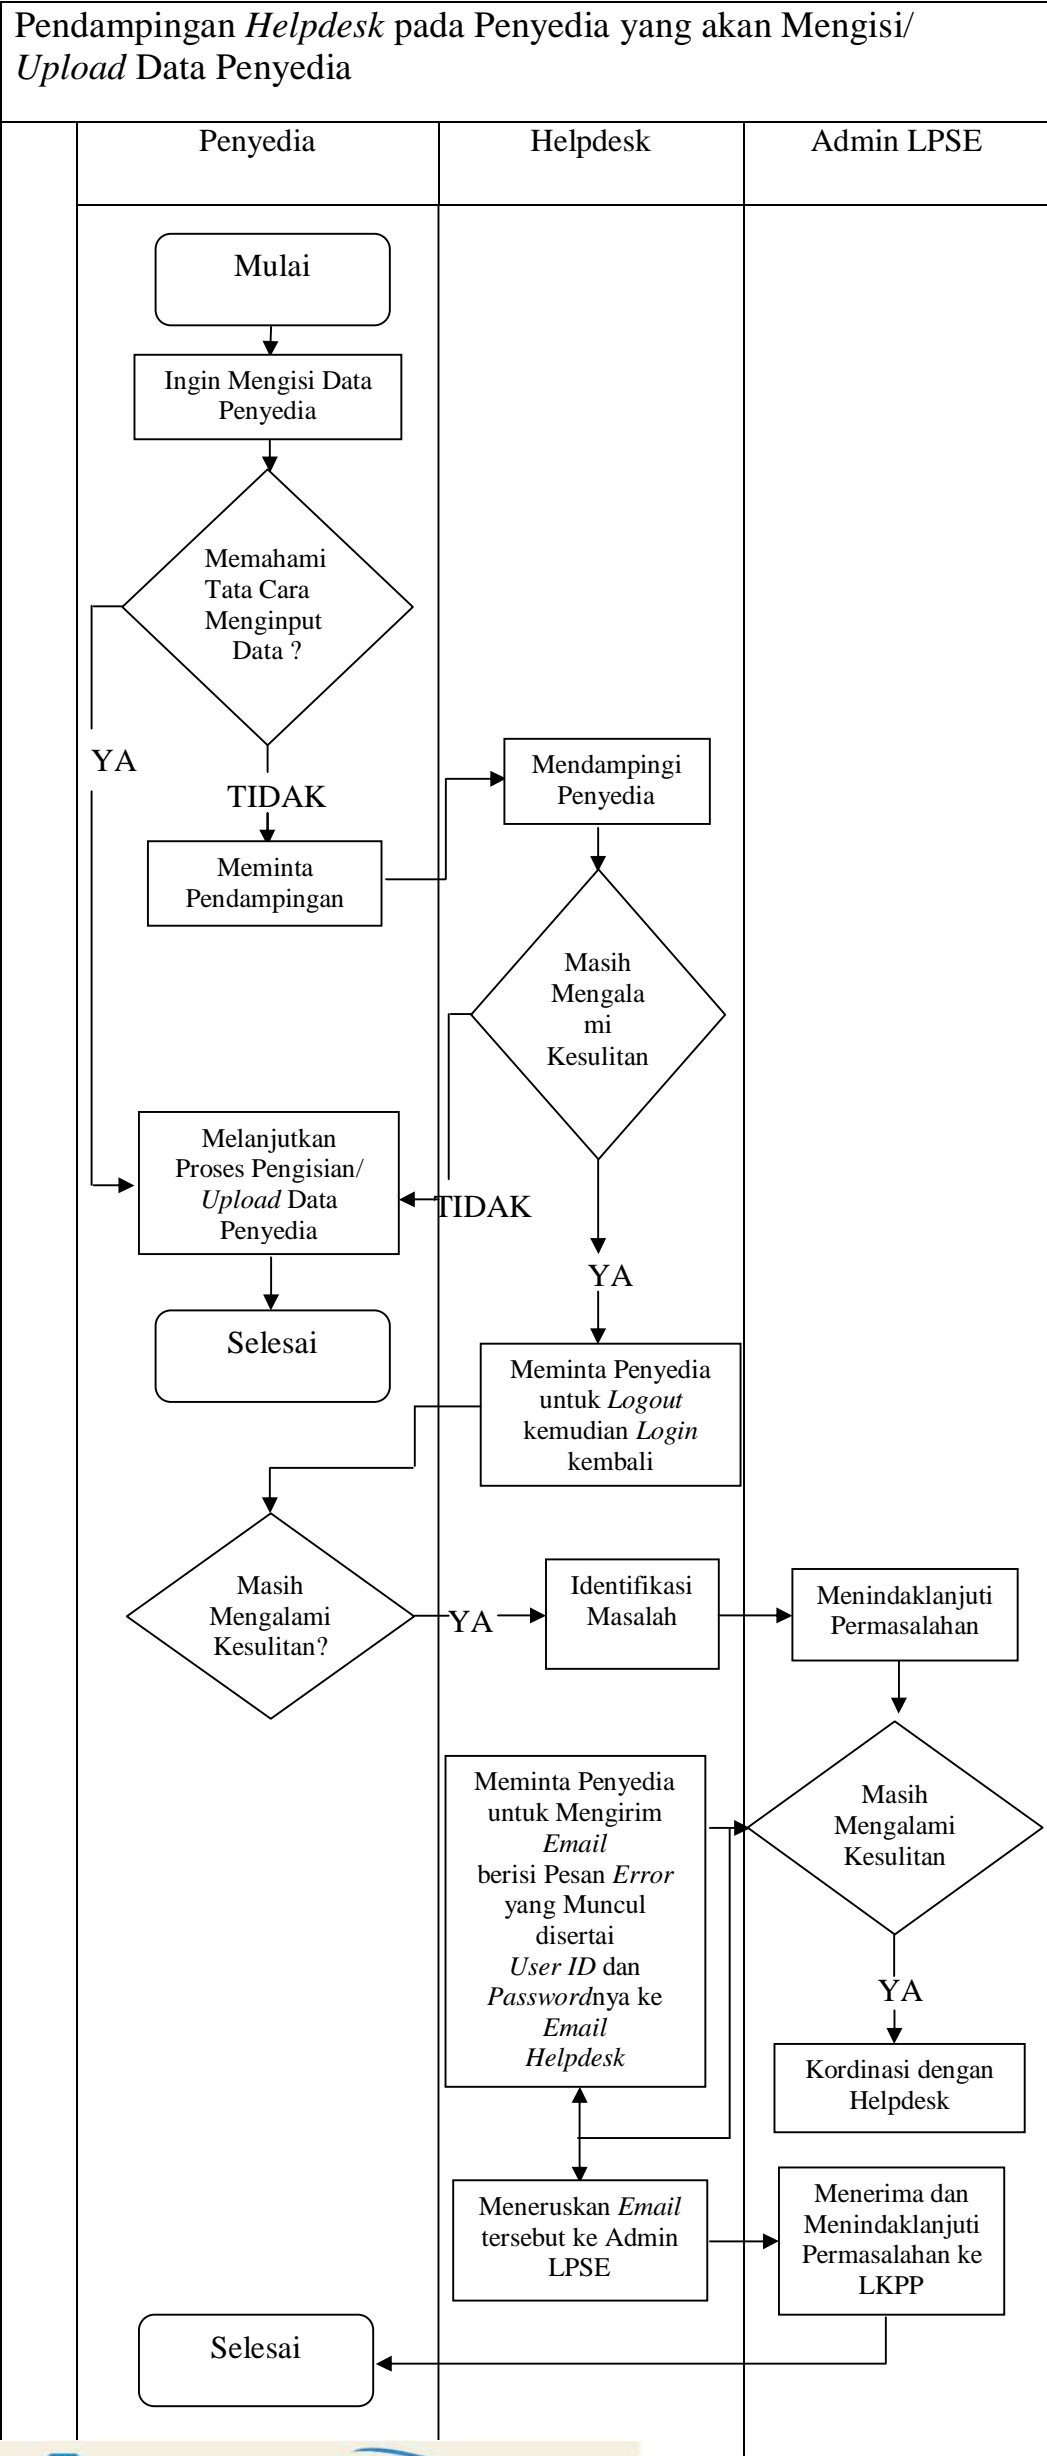 Pendampingan Helpdesk pada Penyedia yang akan Mengisi/
Upload Data Penyedia
Penyedia
Helpdesk
Admin LPSE
Mulai
Ingin Mengisi Data
Penyedia
Memahami
Tata Cara
Menginput
Data ?
YA
TIDAK
Meminta
Pendampingan
Mendampingi
Penyedia
Masih
Mengala
mi
Kesulitan
Melanjutkan
Proses Pengisian/
Upload Data
Penyedia
TIDAK
YA
Selesai
Meminta Penyedia
untuk Logout
kemudian Login
kembali
Masih
Mengalami
Kesulitan?
YA
Identifikasi
Masalah
Menindaklanjuti
Permasalahan
Masih
Mengalami
Kesulitan
Meminta Penyedia
untuk Mengirim
Email
berisi Pesan Error
yang Muncul
disertai
User ID dan
Passwordnya ke
Email
Helpdesk
YA
Kordinasi dengan
Helpdesk
Meneruskan Email
tersebut ke Admin
LPSE
Menerima dan
Menindaklanjuti
Permasalahan ke
LKPP
Selesai